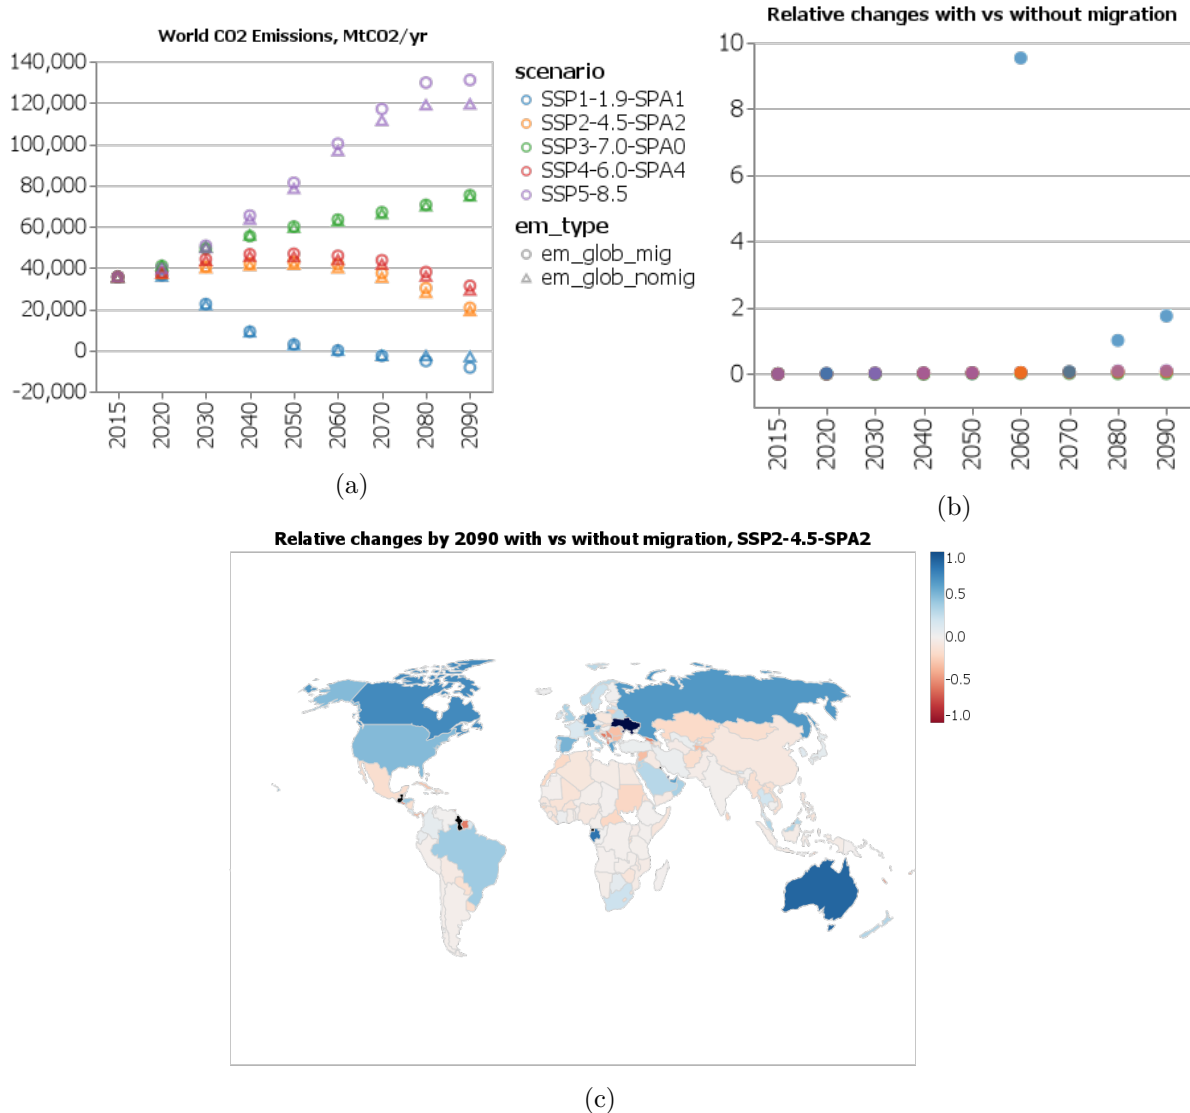 World CO2 Emissions, MtCO2/yr
140,000
120,000
100,000
80,000
60,000
40,000
20,000
0
-20,000
2015
2020
2030
2040
2050
2060
2070
2080
2090
scenario
SSP1-1.9-SPA1
SSP2-4.5-SPA2
SSP3-7.0-SPA0
SSP4-6.0-SPA4
SSP5-8.5
em_type
em_glob_mig
em_glob_nomig
(a)
Relative changes with vs without migration
10
8
6
4
2
0
2015
2020
2030
2040
2050
2060
2070
2080
2090
(b)
Relative changes by 2090 with vs without migration, SSP2-4.5-SPA2
1.0
0.5
0.0
-0.5
-1.0
(c)